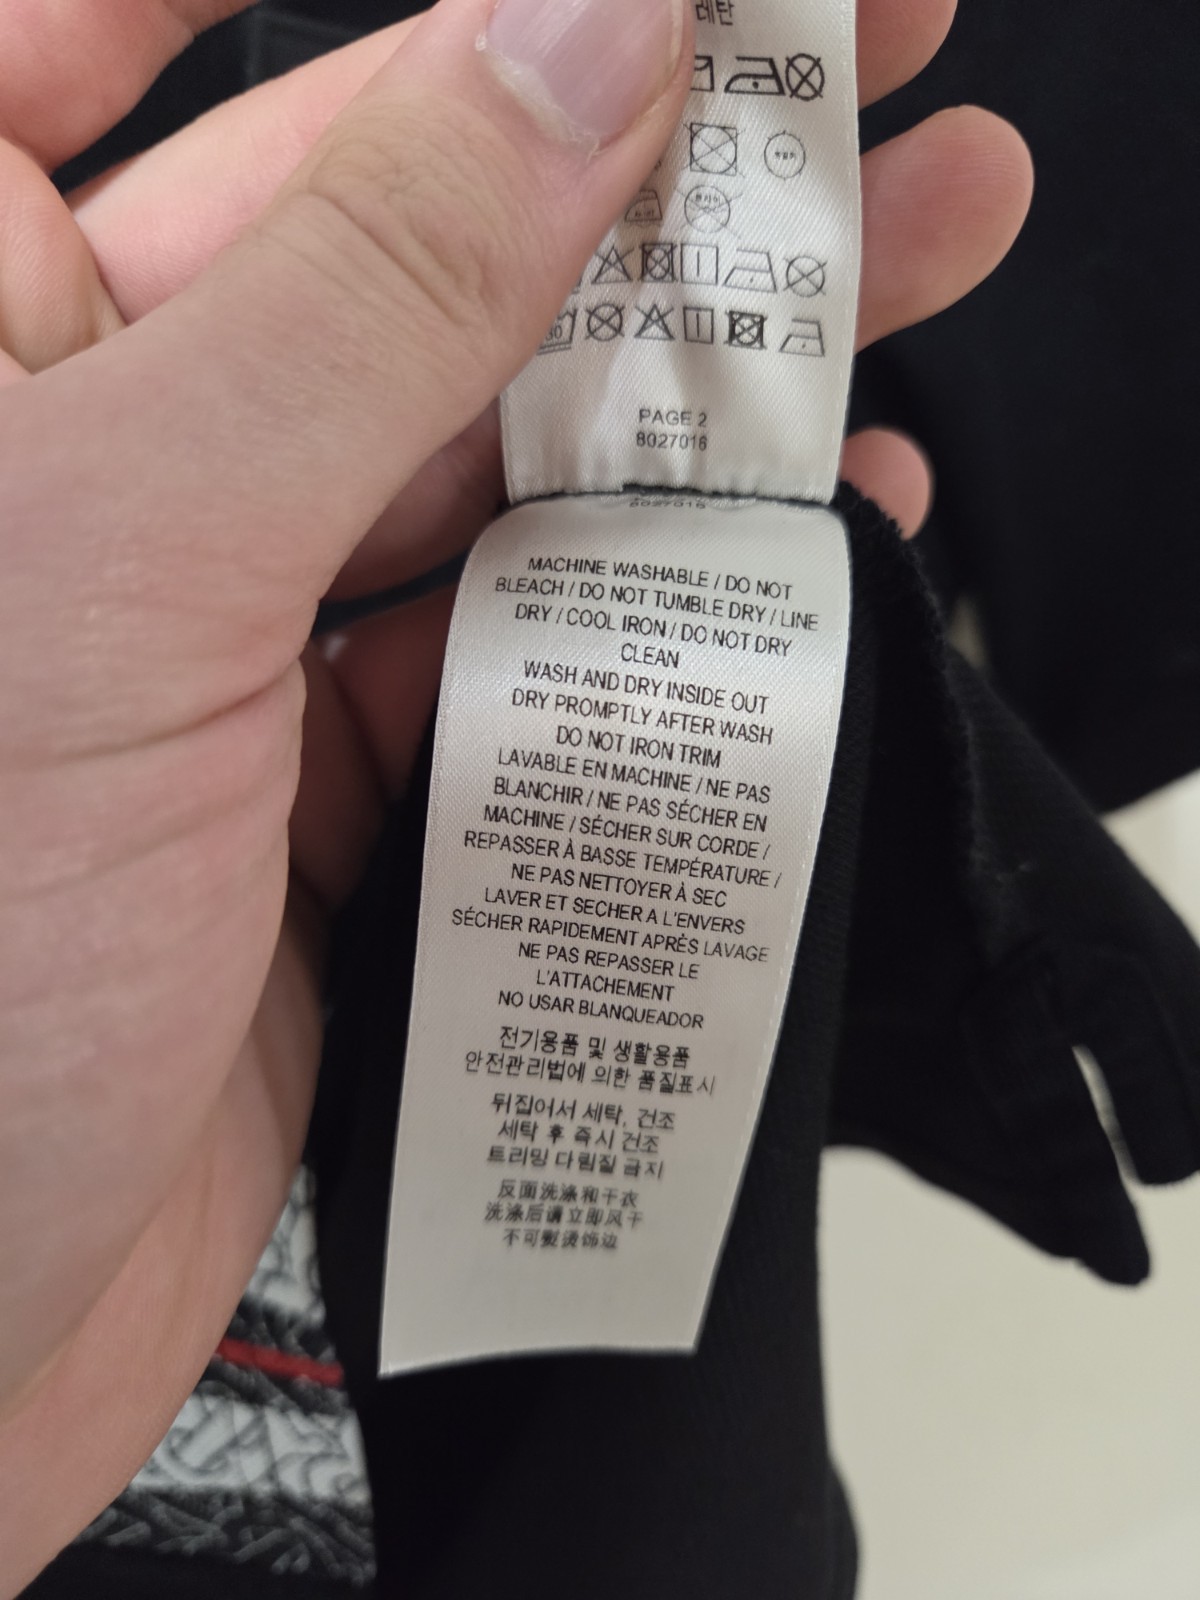 레탄
30
PAGE 2
8027016
8027016
MACHINE WASHABLE / DO NOT
BLEACH / DO NOT TUMBLE DRY / LINE
DRY / COOL IRON / DO NOT DRY
CLEAN
WASH AND DRY INSIDE OUT
DRY PROMPTLY AFTER WASH
DO NOT IRON TRIM
LAVABLE EN MACHINE / NE PAS
BLANCHIR / NE PAS SÉCHER EN
MACHINE / SÉCHER SUR CORDE /
REPASSER À BASSE TEMPÉRATURE /
NE PAS NETTOYER À SEC
LAVER ET SECHER A L'ENVERS
SÉCHER RAPIDEMENT APRÈS LAVAGE
NE PAS REPASSER LE
L'ATTACHEMENT
NO USAR BLANQUEADOR
전기용품 및 생활용품
안전관리법에 의한 품질표시
뒤집어서 세탁, 건조
세탁 후 즉시 건조
트리밍 다림질 금지
反面洗涤和干衣
洗涤后请立即风干
不可熨烫饰边